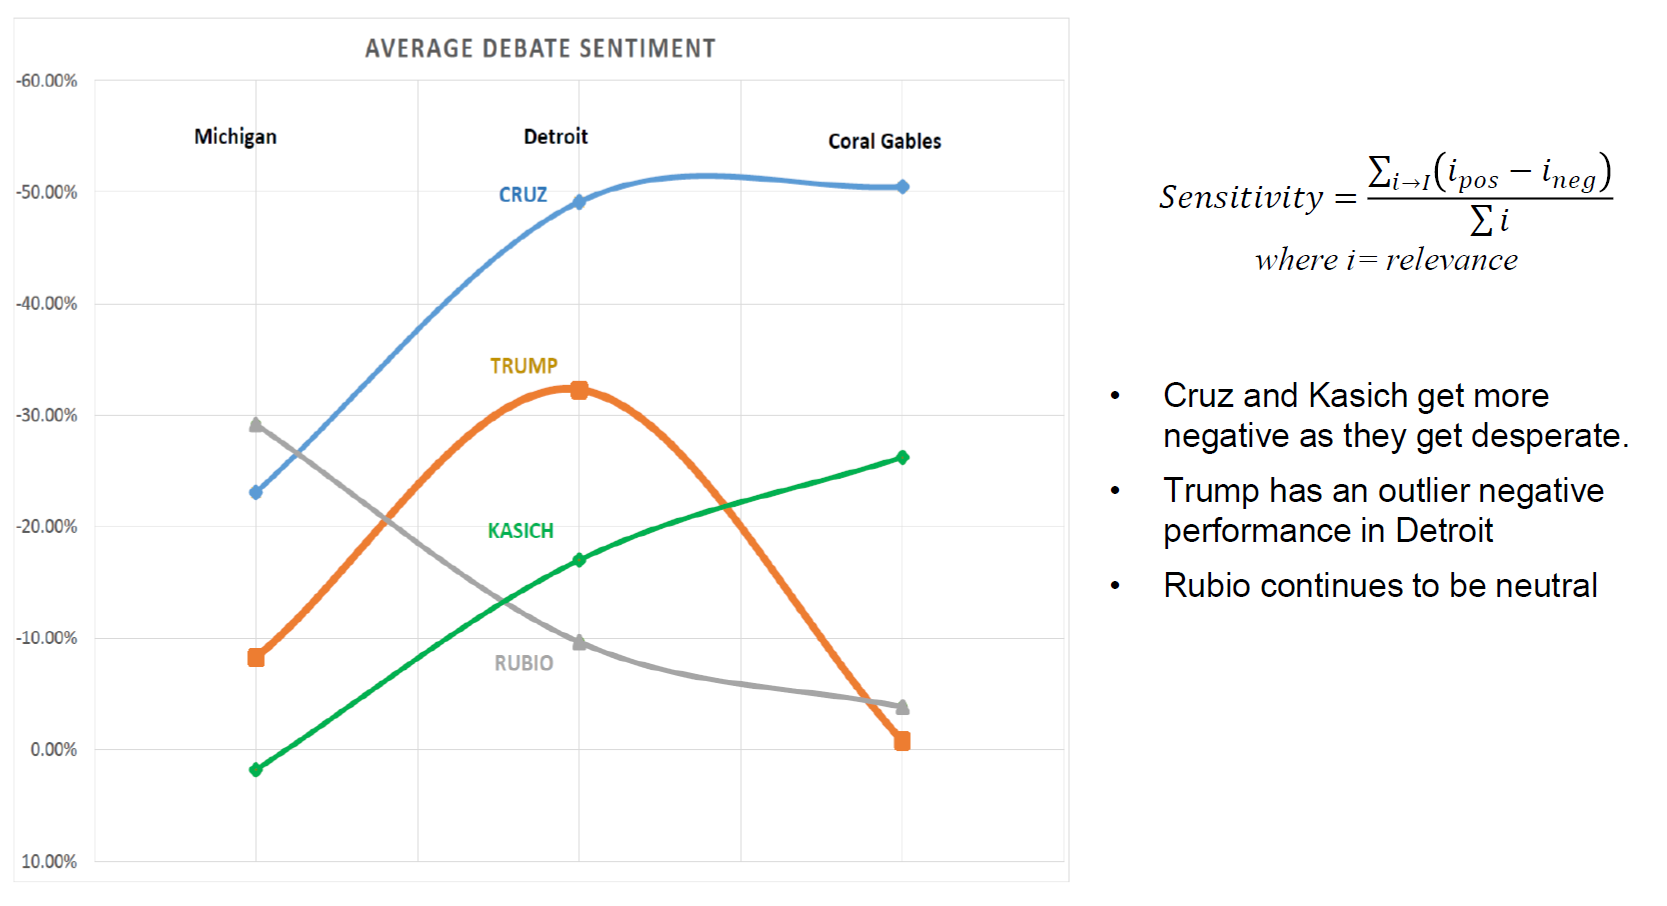 AVERAGE DEBATE SENTIMENT
-60.00%
Michigan
Detroit
Coral Gables
-50.00%
CRUZ
-40.00%
TRUMP
-30.00%
-20.00%
KASICH
-10.00%
RUBIO
0.00%
10.00%
Sensitivity = ∑i→I(ipos − ineg) / ∑ i
where i= relevance
• Cruz and Kasich get more
negative as they get desperate.
• Trump has an outlier negative
performance in Detroit
• Rubio continues to be neutral